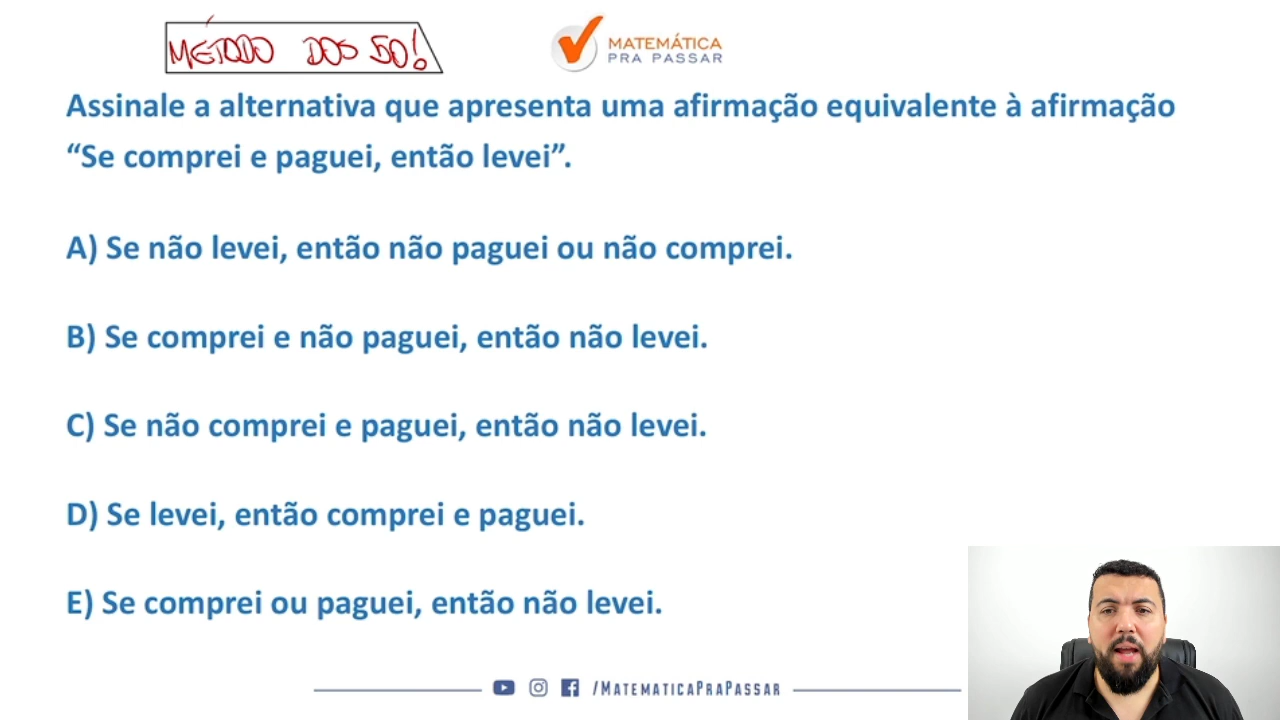 MÉTODO DOS 50!
MATEMÁTICA
PRA PASSAR
Assinale a alternativa que apresenta uma afirmação equivalente à afirmação
“Se comprei e paguei, então levei”.
A) Se não levei, então não paguei ou não comprei.
B) Se comprei e não paguei, então não levei.
C) Se não comprei e paguei, então não levei.
D) Se levei, então comprei e paguei.
E) Se comprei ou paguei, então não levei.
/MATEMATICAPRAPASSAR